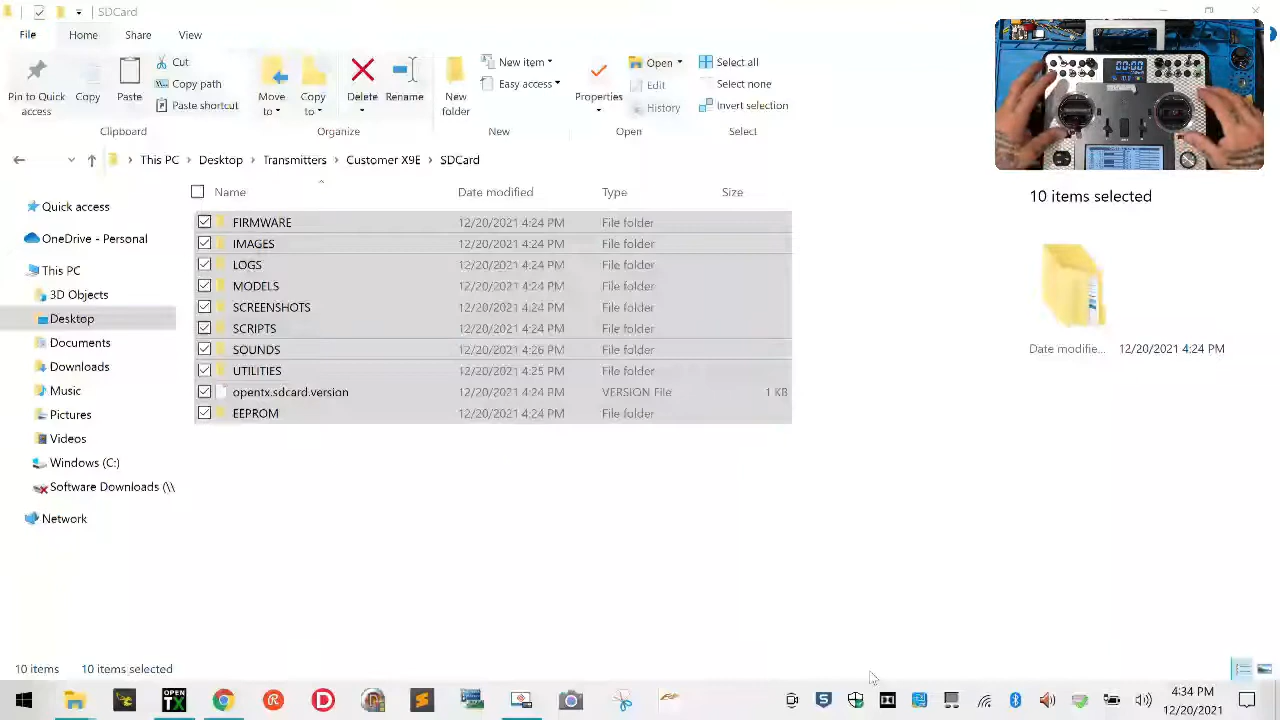 SDCard
File Home Share View
Pin to Quick access
Copy
Paste
Cut
Copy path
Paste shortcut
Move to
Copy to
Delete
Rename
New folder
New item
Easy access
Properties
Open
Edit
History
Select all
Select none
Invert selection
Clipboard Organize New Open Select
This PC Desktop Transmitters
SDCard
Name Date modified Type Size
FIRMWARE 12/20/2021 4:24 PM File folder
IMAGES 12/20/2021 4:24 PM File folder
LOGS 12/20/2021 4:24 PM File folder
MODELS 12/20/2021 4:24 PM File folder
SCREENSHOTS 12/20/2021 4:24 PM File folder
SCRIPTS 12/20/2021 4:24 PM File folder
SOUNDS 12/20/2021 4:26 PM File folder
UTILITIES 12/20/2021 4:25 PM File folder
opentx.sdcard.version 12/20/2021 4:24 PM VERSION File 1 KB
EEPROM 12/20/2021 4:24 PM File folder
Quick access
OneDrive - Personal
This PC
3D Objects
Desktop
Documents
Downloads
Music
Pictures
Videos
Windows (C:)
Software Downloads (\\
Network
00:00
10 items selected
Date modifie... 12/20/2021 4:24 PM
10 items 10 items selected
OPEN
TX
4:34 PM
12/20/2021